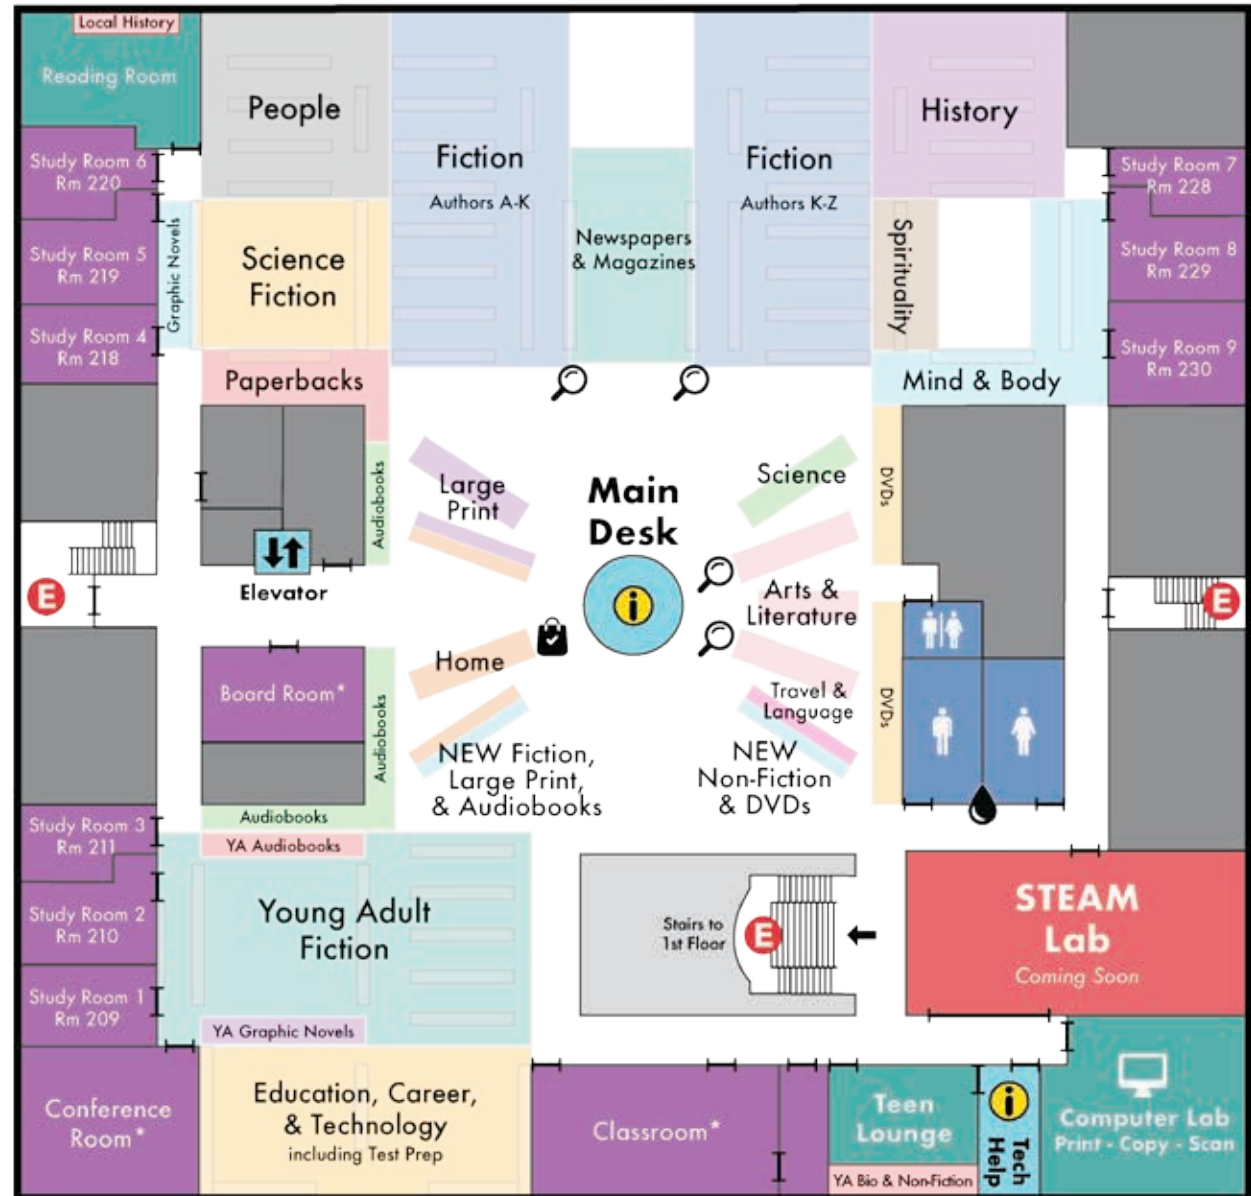 Local History
Reading Room
People
Fiction
Authors A-K
Fiction
Authors K-Z
History
Study Room 6
Rm 220
Study Room 7
Rm 228
Graphic Novels
Science
Fiction
Newspapers
& Magazines
Spirituality
Study Room 5
Rm 219
Study Room 8
Rm 229
Study Room 4
Rm 218
Study Room 9
Rm 230
Paperbacks
Mind & Body
Audiobooks
Large
Print
Main
Desk
Science
DVDs
Elevator
E
i
Arts &
Literature
E
Board Room*
Audiobooks
Home
Travel &
Language
DVDs
NEW Fiction,
Large Print,
& Audiobooks
NEW
Non-Fiction
& DVDs
Audiobooks
YA Audiobooks
Study Room 3
Rm 211
Young Adult
Fiction
Study Room 2
Rm 210
Stairs to
1st Floor
E
STEAM
Lab
Coming Soon
Study Room 1
Rm 209
YA Graphic Novels
Conference
Room*
Education, Career,
& Technology
including Test Prep
Classroom*
Teen
Lounge
YA Bio & Non-Fiction
i
Tech
Help
Computer Lab
Print - Copy - Scan